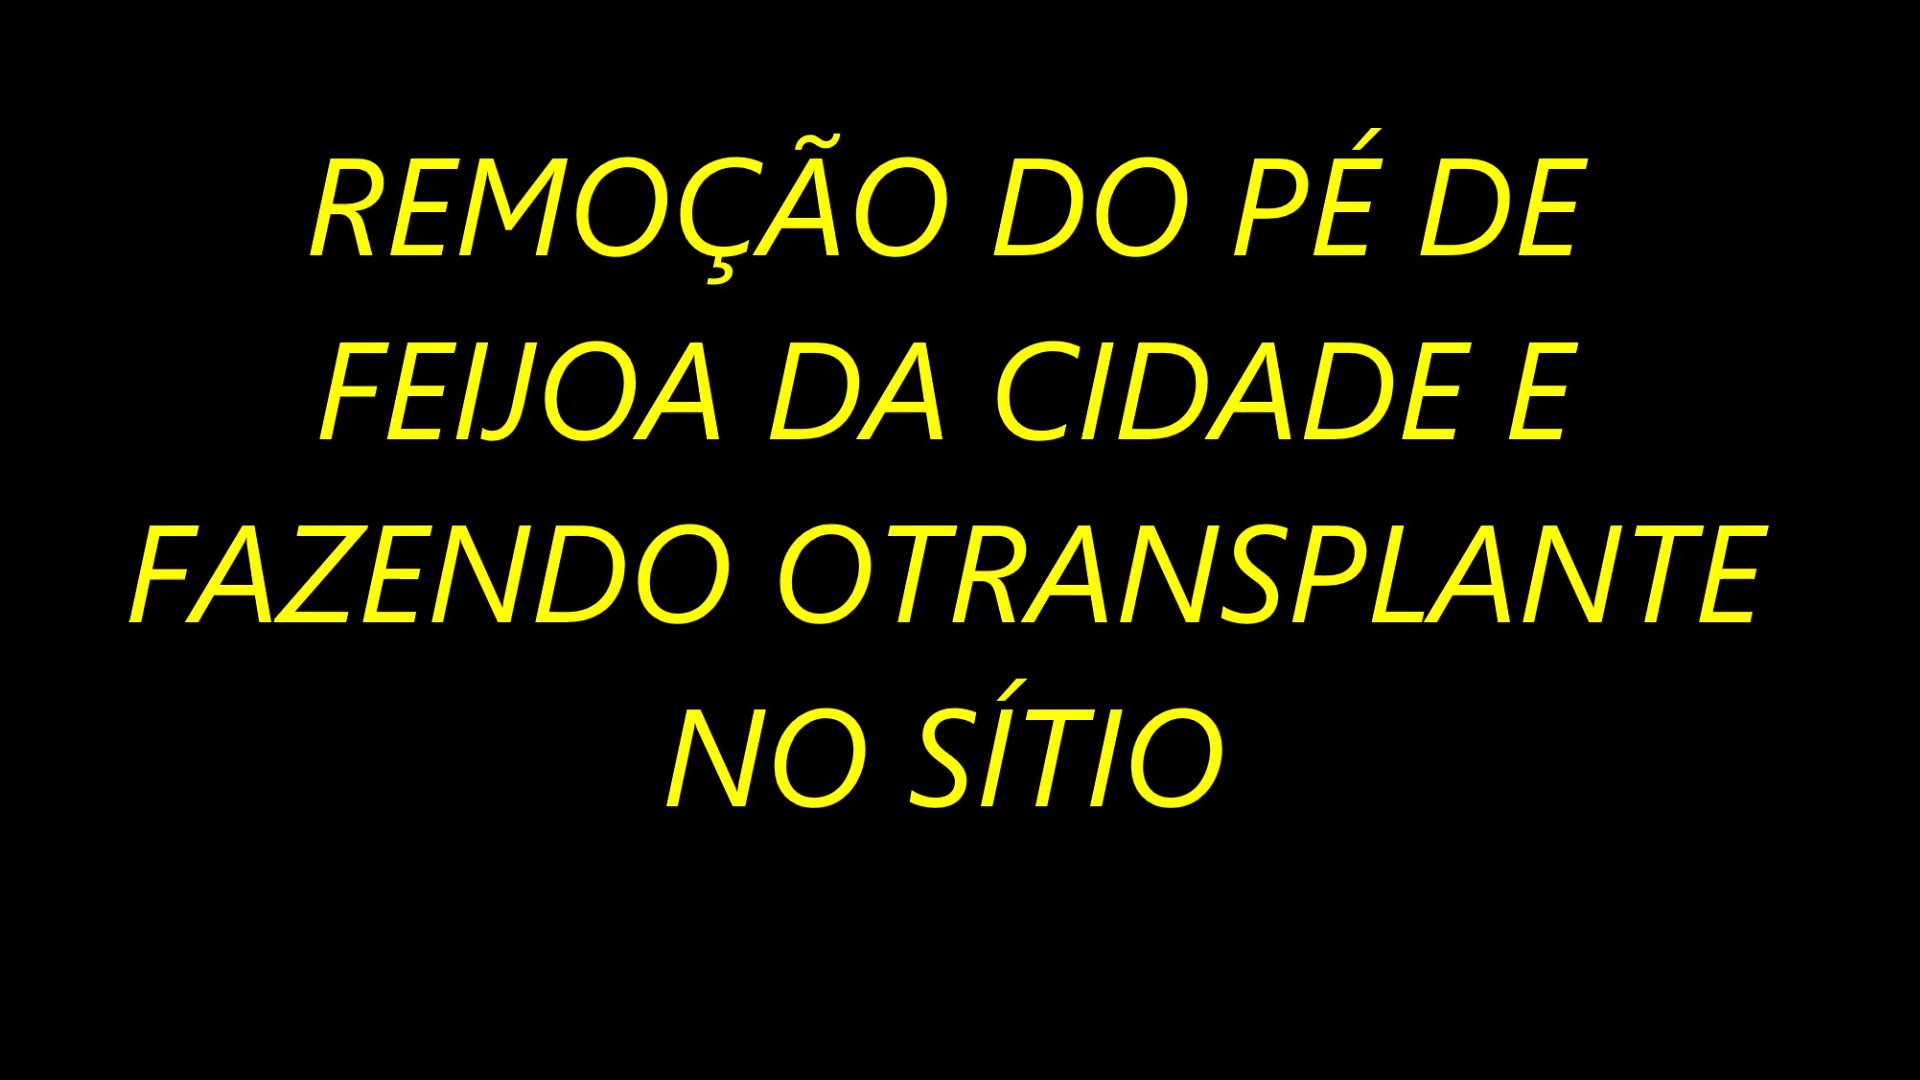 REMOÇÃO DO PÉ DE
FEIJOA DA CIDADE E
FAZENDO OTRANSPLANTE
NO SÍTIO